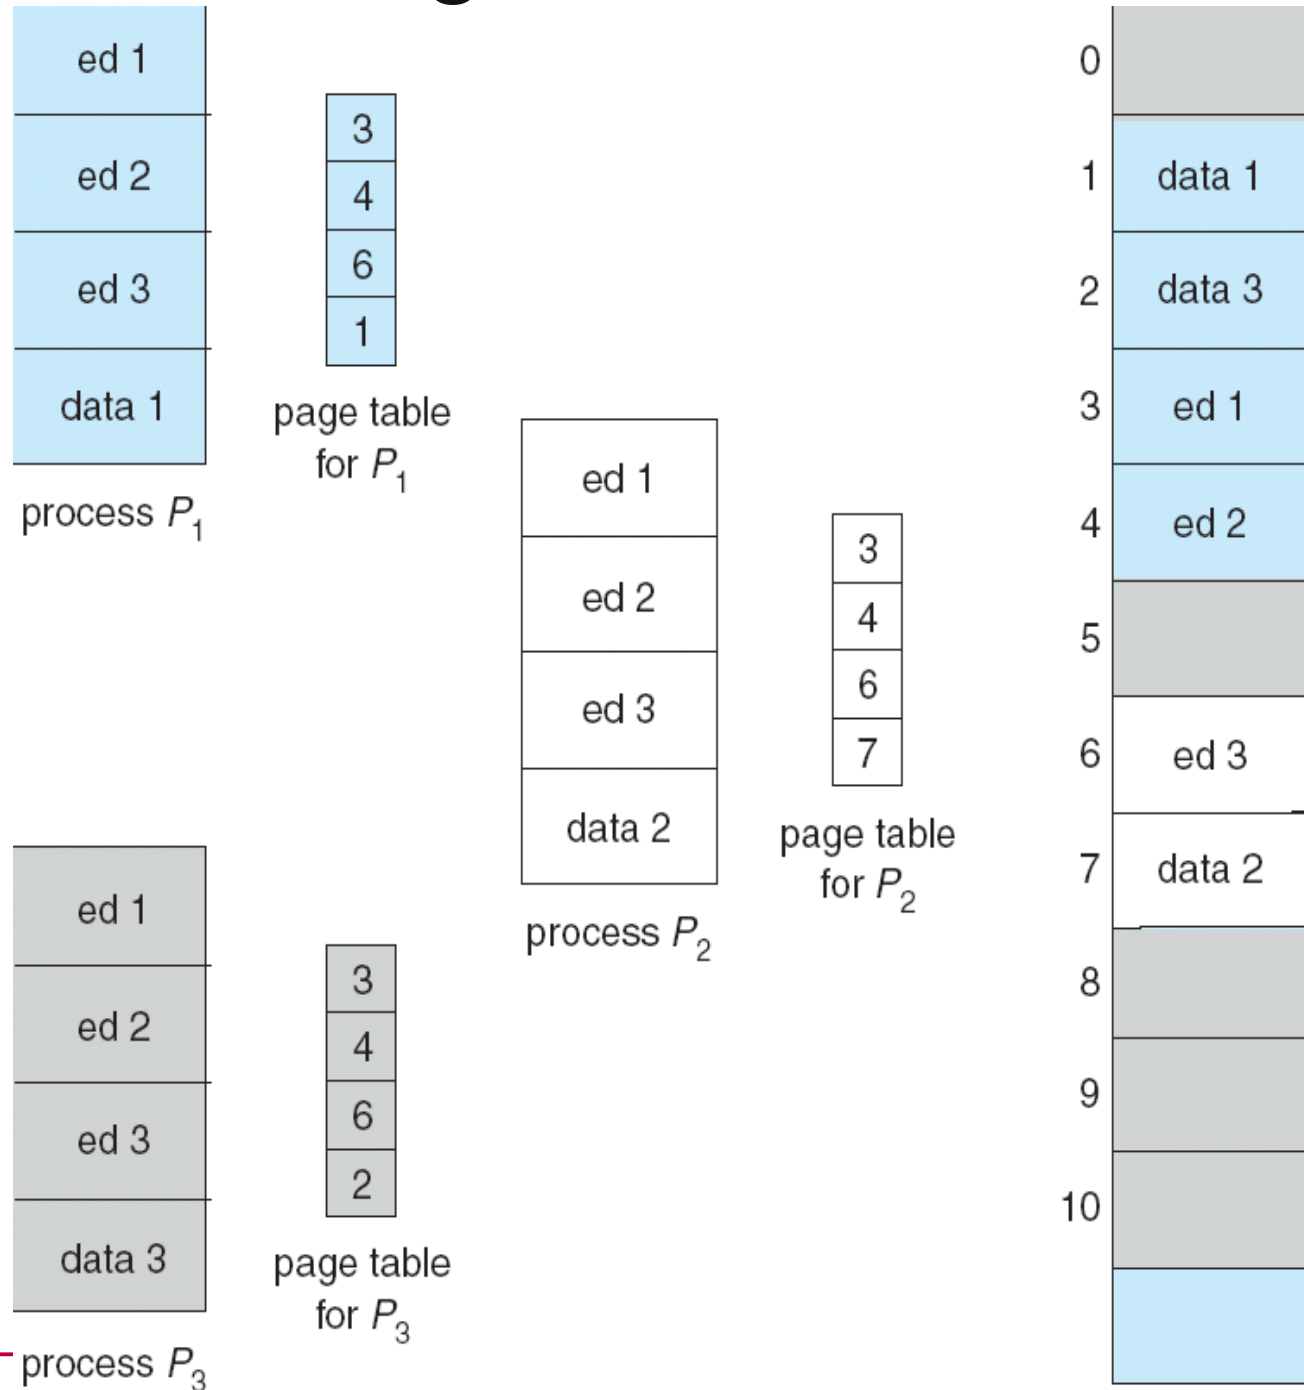 ed 1
ed 2
ed 3
data 1
process P1
3
4
6
1
page table
for P1
ed 1
ed 2
ed 3
data 2
process P2
3
4
6
7
page table
for P2
ed 1
ed 2
ed 3
data 3
process P3
3
4
6
2
page table
for P3
0
1 data 1
2 data 3
3 ed 1
4 ed 2
5
6 ed 3
7 data 2
8
9
10